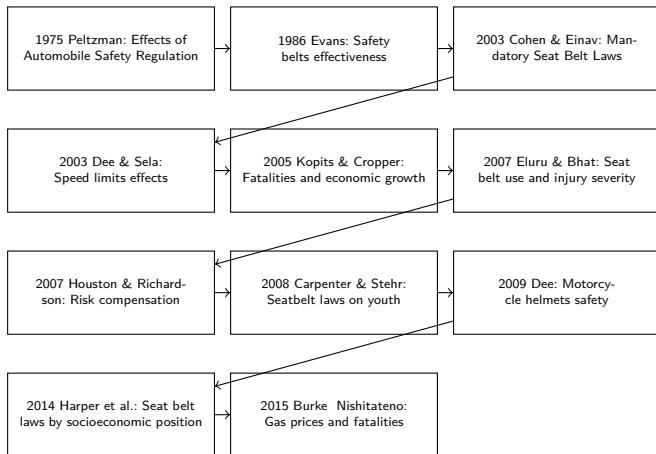 1975 Peltzman: Effects of
Automobile Safety Regulation
1986 Evans: Safety
belts effectiveness
2003 Cohen & Einav: Man-
datory Seat Belt Laws
2003 Dee & Sela:
Speed limits effects
2005 Kopits & Cropper:
Fatalities and economic growth
2007 Eluru & Bhat: Seat
belt use and injury severity
2007 Houston & Richard-
son: Risk compensation
2008 Carpenter & Stehr:
Seatbelt laws on youth
2009 Dee: Motorcy-
cle helmets safety
2014 Harper et al.: Seat belt
laws by socioeconomic position
2015 Burke Nishitateno:
Gas prices and fatalities